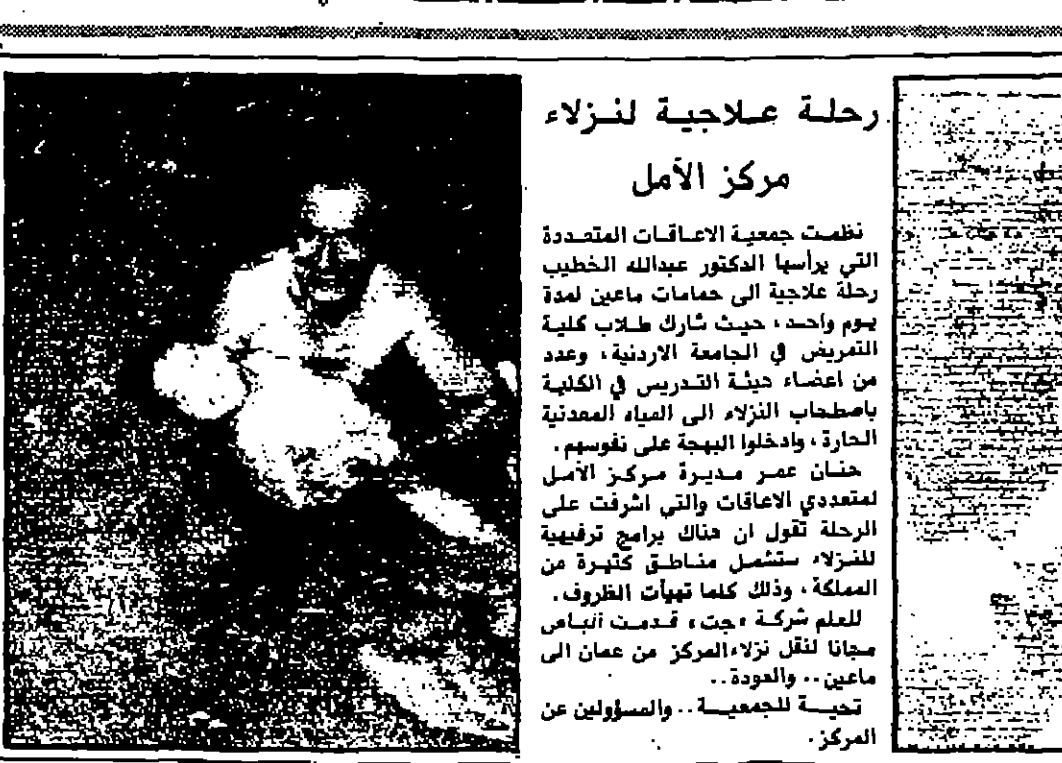 رحلة علاجية لنزلاء
مركز الأمل
نظمت جمعية الاعاقات المتعددة
التي يرأسها الدكتور عبدالله الخطيب
رحلة علاجية الى حمامات ماعين لمدة
يوم واحد، حيث شارك طلاب كلية
التمريض في الجامعة الاردنية، وعدد
من اعضاء هيئة التدريس في الكلية
باصطحاب النزلاء الى المياه المعدنية
الحارة، وادخلوا البهجة على نفوسهم.
حنان عمر مديرة مركز الأمل
لمتعددي الاعاقات والتي اشرفت على
الرحلة تقول ان هناك برامج ترفيهية
للنزلاء ستشمل مناطق كثيرة من
المملكة، وذلك كلما تهيأت الظروف.
للعلم شركة «جت» قدمت الباص
مجانا لنقل نزلاء المركز من عمان الى
ماعين.. والعودة..
تحية للجمعية.. والمسؤولين عن
المركز.